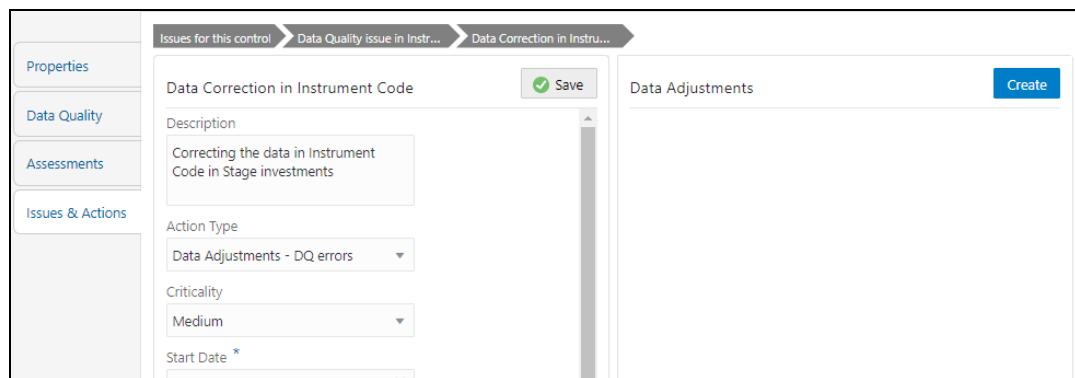 Issues for this control
Data Quality issue in Instr...
Data Correction in Instru...
Properties
Data Quality
Assessments
Issues & Actions
Data Correction in Instrument Code
Save
Description
Correcting the data in Instrument
Code in Stage investments
Action Type
Data Adjustments - DQ errors
Criticality
Medium
Start Date *
Data Adjustments
Create